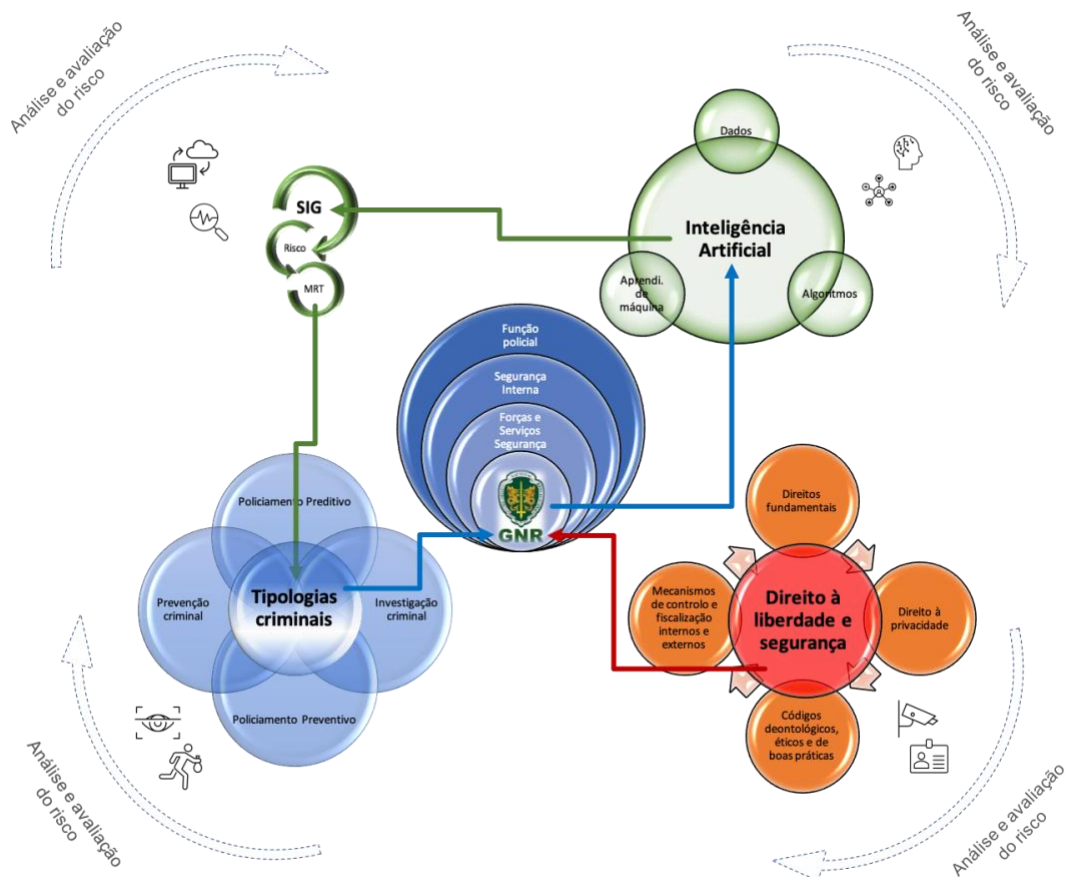 Análise e avaliação
do risco
Análise e avaliação
do risco
Dados
SIG
Risco
MRT
Inteligência
Artificial
Aprendi.
de
máquina
Algoritmos
Função
policial
Segurança
Interna
Forças e
Serviços
Segurança
GNR
Policiamento Preditivo
Prevenção
criminal
Tipologias
criminais
Investigação
criminal
Policiamento Preventivo
Direitos
fundamentais
Mecanismos
de controlo e
fiscalização
internos e
externos
Direito à
liberdade e
segurança
Direito à
privacidade
Códigos
deontológicos,
éticos e de
boas práticas
Análise e avaliação
do risco
Análise e avaliação
do risco